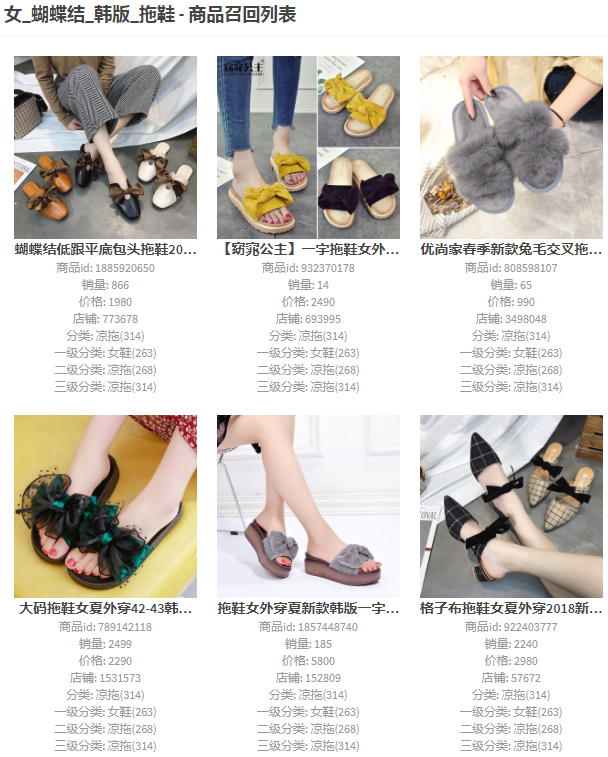 女_蝴蝶结_韩版_拖鞋 - 商品召回列表
蝴蝶结低跟平底包头拖鞋20...
商品id: 1885920650
销量: 866
价格: 1980
店铺: 773678
分类: 凉拖(314)
一级分类: 女鞋(263)
二级分类: 凉拖(268)
三级分类: 凉拖(314)
窈窕公主
【窈窕公主】一字拖鞋女外...
商品id: 932370178
销量: 14
价格: 2490
店铺: 693995
分类: 凉拖(314)
一级分类: 女鞋(263)
二级分类: 凉拖(268)
三级分类: 凉拖(314)
优尚家春季新款兔毛交叉拖...
商品id: 808598107
销量: 65
价格: 990
店铺: 3498048
分类: 凉拖(314)
一级分类: 女鞋(263)
二级分类: 凉拖(268)
三级分类: 凉拖(314)
大码拖鞋女夏外穿42-43韩...
商品id: 789142118
销量: 2499
价格: 2290
店铺: 1531573
分类: 凉拖(314)
一级分类: 女鞋(263)
二级分类: 凉拖(268)
三级分类: 凉拖(314)
拖鞋女外穿夏新款韩版一字...
商品id: 1857448740
销量: 185
价格: 5800
店铺: 152809
分类: 凉拖(314)
一级分类: 女鞋(263)
二级分类: 凉拖(268)
三级分类: 凉拖(314)
格子布拖鞋女夏外穿2018新...
商品id: 922403777
销量: 2240
价格: 2980
店铺: 57672
分类: 凉拖(314)
一级分类: 女鞋(263)
二级分类: 凉拖(268)
三级分类: 凉拖(314)